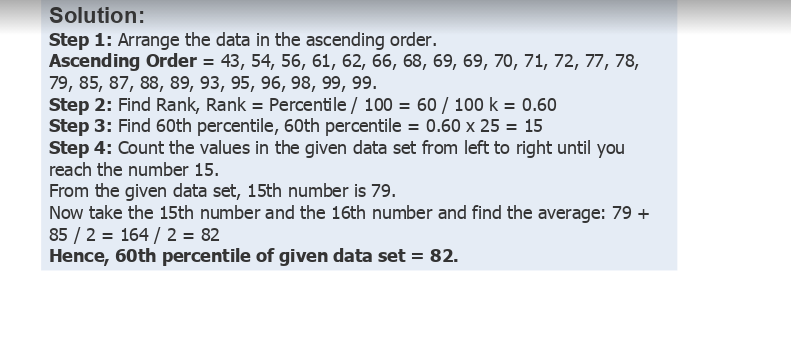 Solution:
Step 1: Arrange the data in the ascending order.
Ascending Order = 43, 54, 56, 61, 62, 66, 68, 69, 69, 70, 71, 72, 77, 78,
79, 85, 87, 88, 89, 93, 95, 96, 98, 99, 99.
Step 2: Find Rank, Rank = Percentile / 100 = 60 / 100 k = 0.60
Step 3: Find 60th percentile, 60th percentile = 0.60 x 25 = 15
Step 4: Count the values in the given data set from left to right until you
reach the number 15.
From the given data set, 15th number is 79.
Now take the 15th number and the 16th number and find the average: 79 +
85 / 2 = 164 / 2 = 82
Hence, 60th percentile of given data set = 82.